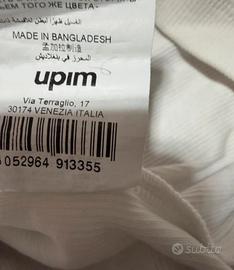 ТЬЕМ ТОГО ЖЕ ЦВЕТА-
MADE IN BANGLADESH
孟加拉制造
upim
Via Terraglio, 17
30174 VENEZIA ITALIA
052964 913355
Subito